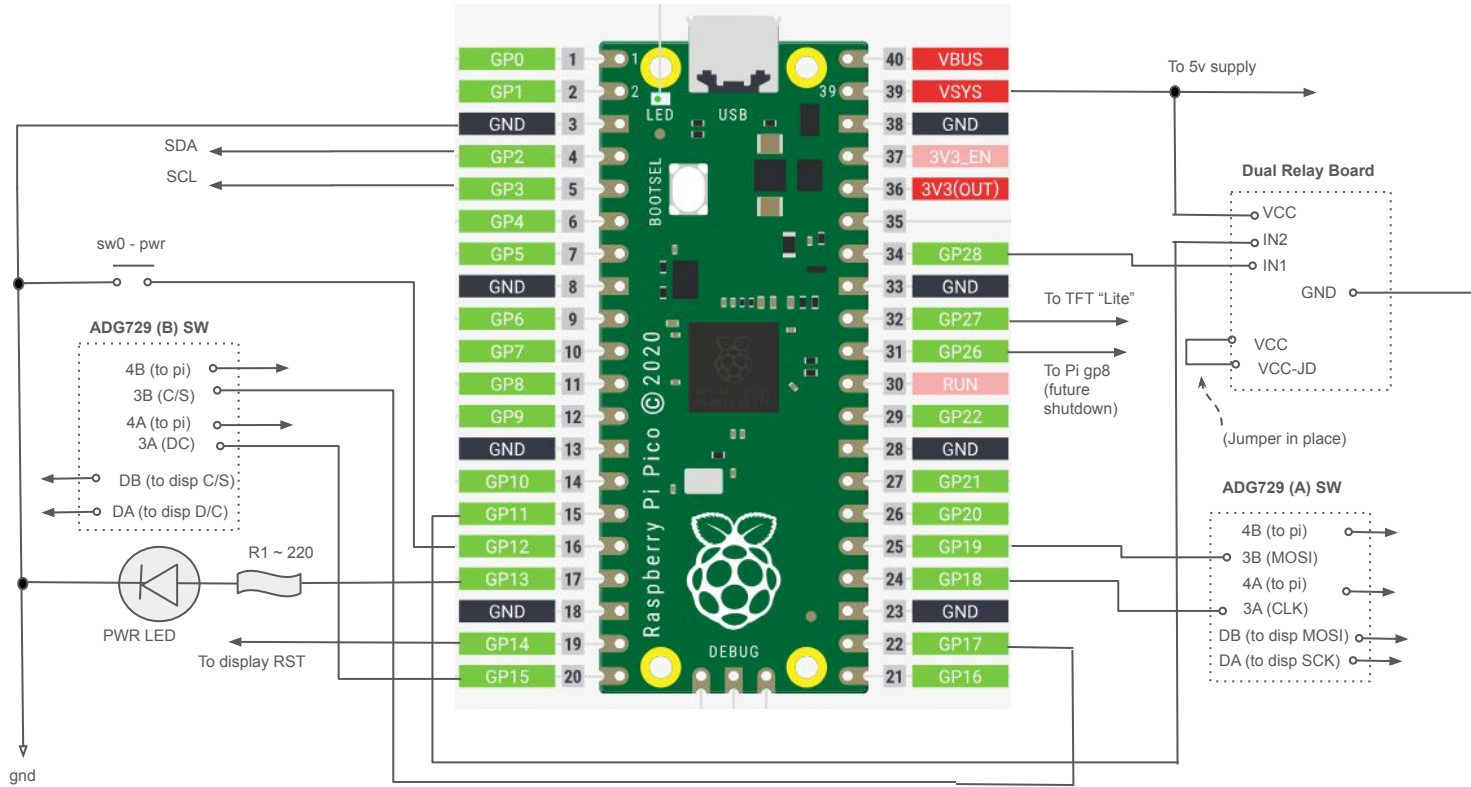 GP0 1
GP1 2
GND 3
GP2 4
GP3 5
GP4 6
GP5 7
GND 8
GP6 9
GP7 10
GP8 11
GP9 12
GND 13
GP10 14
GP11 15
GP12 16
GP13 17
GND 18
GP14 19
GP15 20
1
2
LED
USB
39
BOOTSEL
Raspberry Pi Pico ©2020
DEBUG
40 VBUS
39 VSYS
38 GND
37 3V3_EN
36 3V3(OUT)
35
34 GP28
33 GND
32 GP27
31 GP26
30 RUN
29 GP22
28 GND
27 GP21
26 GP20
25 GP19
24 GP18
23 GND
22 GP17
21 GP16
SDA
SCL
sw0 - pwr
ADG729 (B) SW
4B (to pi)
3B (C/S)
4A (to pi)
3A (DC)
DB (to disp C/S)
DA (to disp D/C)
R1 ~ 220
PWR LED
To display RST
gnd
To 5v supply
Dual Relay Board
VCC
IN2
IN1
GND
VCC
VCC-JD
(Jumper in place)
To TFT “Lite”
To Pi gp8
(future
shutdown)
ADG729 (A) SW
4B (to pi)
3B (MOSI)
4A (to pi)
3A (CLK)
DB (to disp MOSI)
DA (to disp SCK)